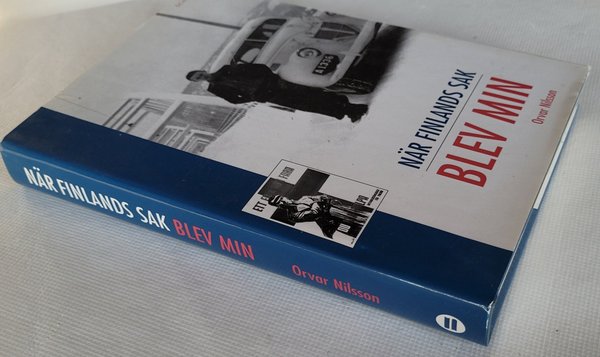 NÄR FINLANDS SAK
BLEV MIN
Orvar Nilsson
G
NÄR FINLANDS SAK BLEV MIN Orvar Nilsson